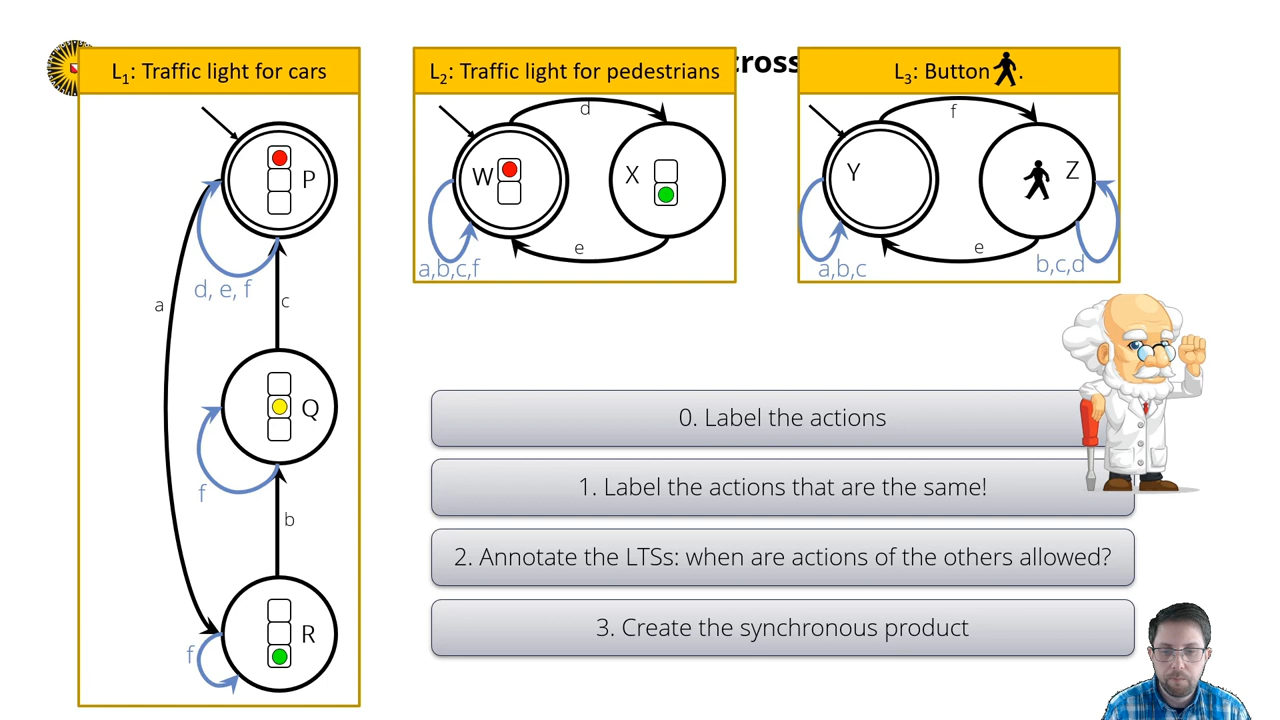 cross
L₁: Traffic light for cars
P
d, e, f
a
c
Q
f
b
R
f
L₂: Traffic light for pedestrians
d
W
X
e
a,b,c,f
L₃: Button .
f
Y
Z
e
a,b,c
b,c,d
0. Label the actions
1. Label the actions that are the same!
2. Annotate the LTSs: when are actions of the others allowed?
3. Create the synchronous product